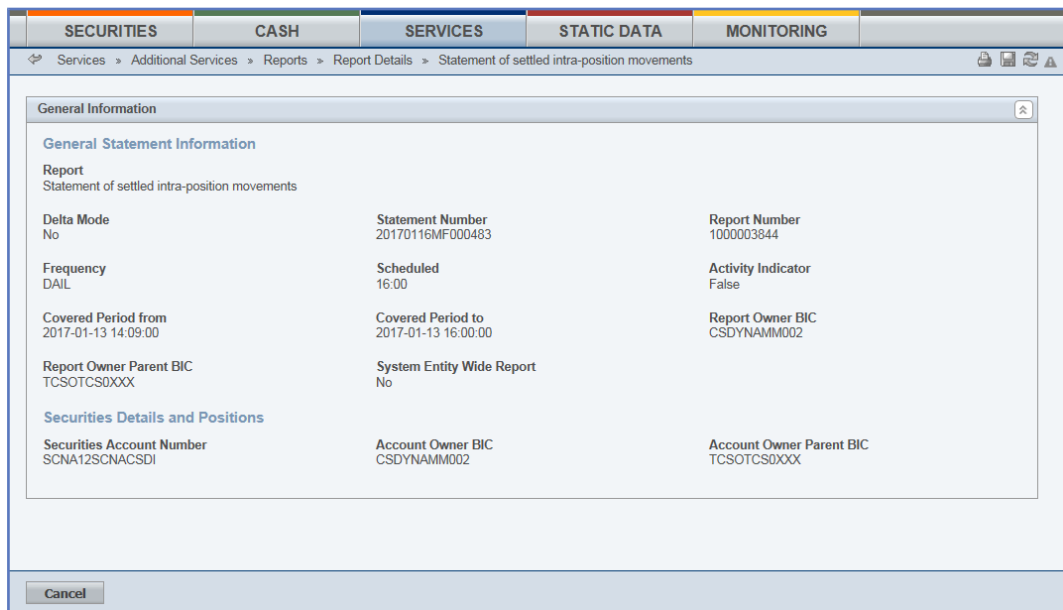 SECURITIES CASH SERVICES STATIC DATA MONITORING
Services » Additional Services » Reports » Report Details » Statement of settled intra-position movements
General Information
General Statement Information
Report
Statement of settled intra-position movements
Delta Mode Statement Number Report Number
No 20170116MF000483 1000003844
Frequency Scheduled Activity Indicator
DAIL 16:00 False
Covered Period from Covered Period to Report Owner BIC
2017-01-13 14:09:00 2017-01-13 16:00:00 CSDYNAMM002
Report Owner Parent BIC System Entity Wide Report
TCSOTCS0XXX No
Securities Details and Positions
Securities Account Number Account Owner BIC Account Owner Parent BIC
SCNA12SCNACSDI CSDYNAMM002 TCSOTCS0XXX
Cancel